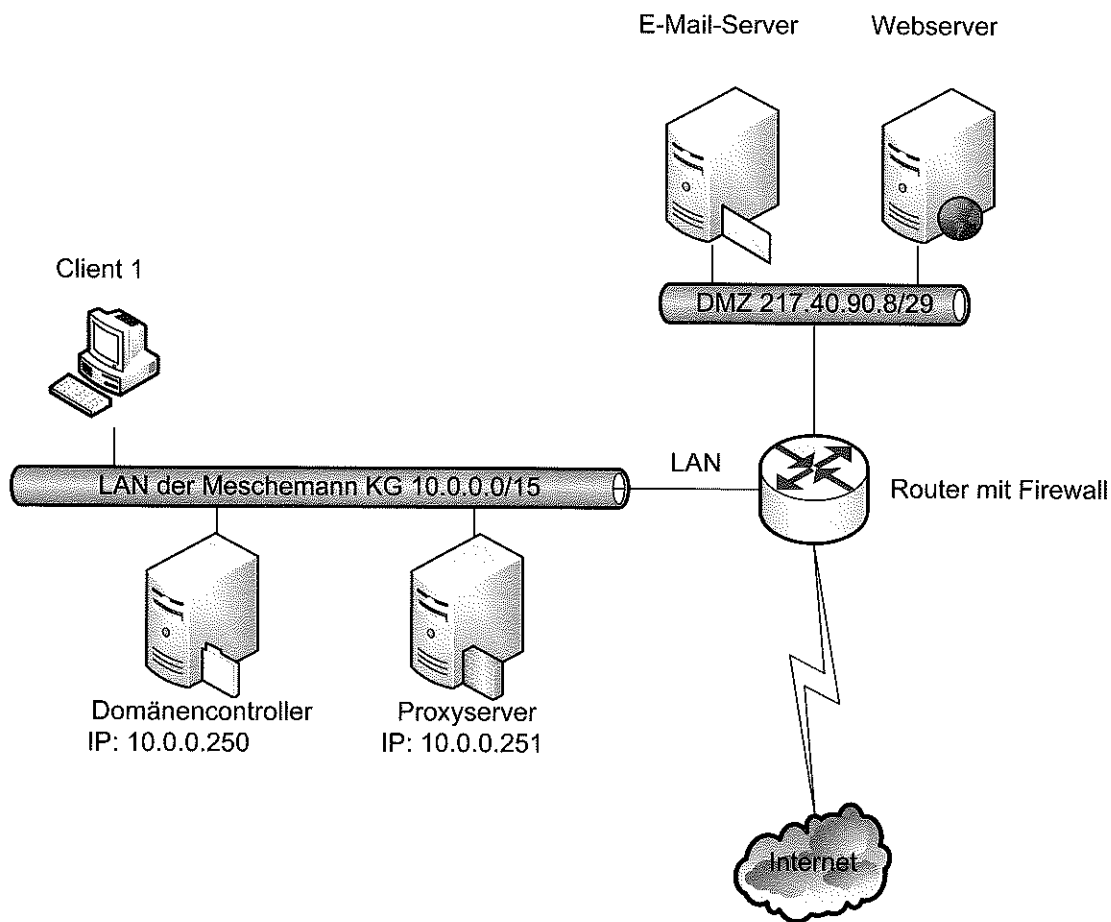 E-Mail-Server
Webserver
Client 1
DMZ 217.40.90.8/29
LAN der Meschemann KG 10.0.0.0/15
LAN
Router mit Firewall
Domänencontroller
IP: 10.0.0.250
Proxyserver
IP: 10.0.0.251
Internet